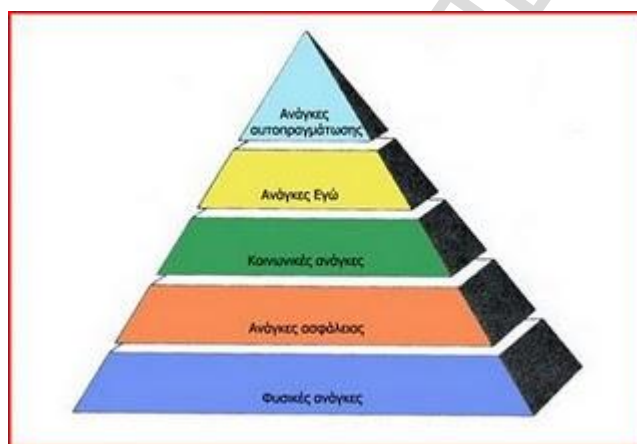 Ανάγκες
αυτοπραγμάτωσης
Ανάγκες Εγώ
Κοινωνικές ανάγκες
Ανάγκες ασφάλειας
Φυσικές ανάγκες